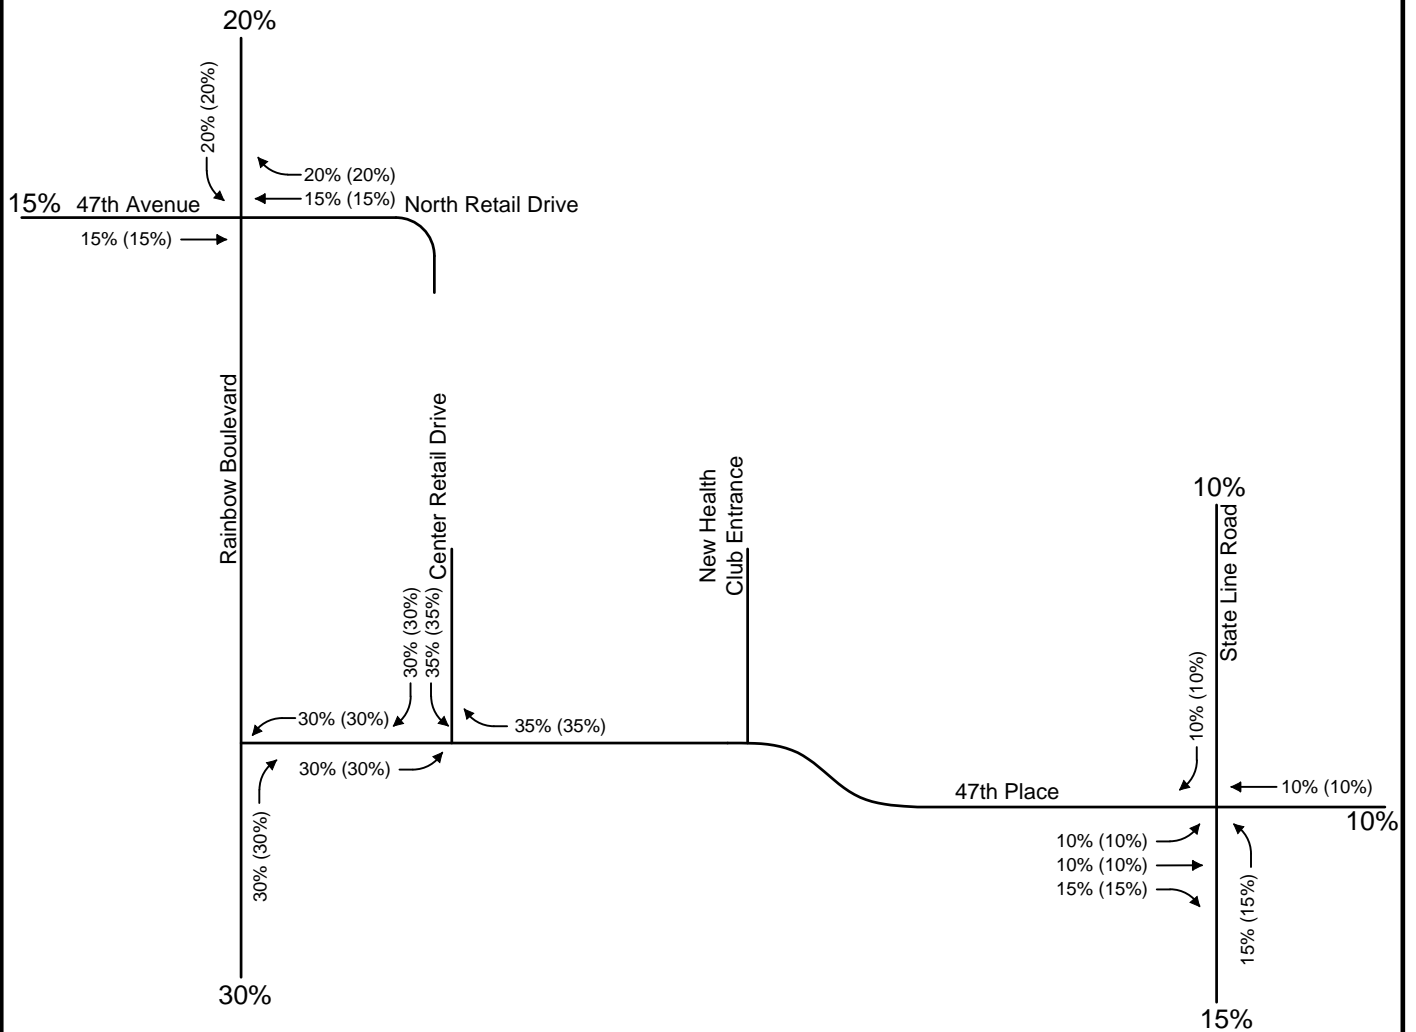 20%
20% (20%)
20% (20%)
15% (15%)
15%
47th Avenue
North Retail Drive
15% (15%)
Rainbow Boulevard
Center Retail Drive
New Health
Club Entrance
10%
State Line Road
30% (30%)
35% (35%)
10% (10%)
30% (30%)
35% (35%)
30% (30%)
47th Place
10% (10%)
10%
30% (30%)
10% (10%)
10% (10%)
15% (15%)
15% (15%)
30%
15%